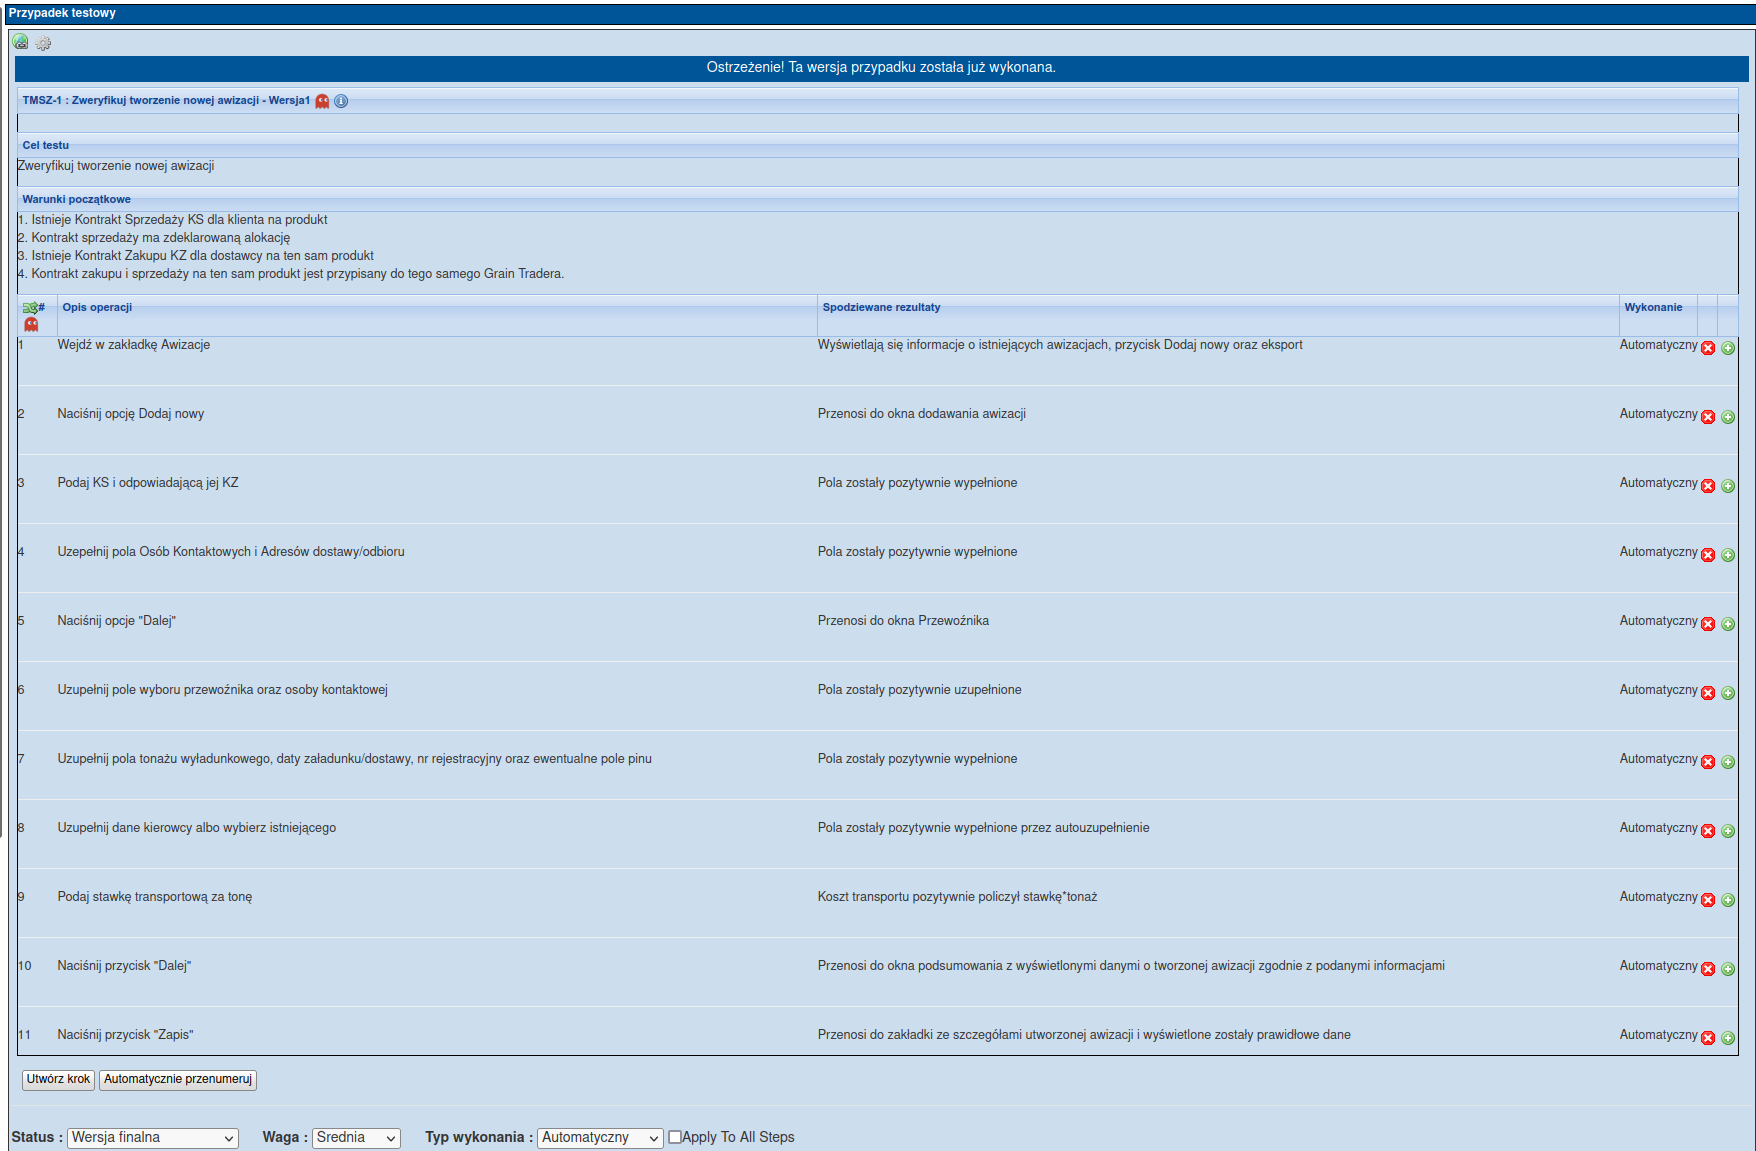 Przypadek testowy
Ostrzeżenie! Ta wersja przypadku została już wykonana.
TMSZ-1 : Zweryfikuj tworzenie nowej awizacji - Wersja1
Cel testu
Zweryfikuj tworzenie nowej awizacji
Warunki początkowe
1. Istnieje Kontrakt Sprzedaży KS dla klienta na produkt
2. Kontrakt sprzedaży ma zdeklarowaną alokację
3. Istnieje Kontrakt Zakupu KZ dla dostawcy na ten sam produkt
4. Kontrakt zakupu i sprzedaży na ten sam produkt jest przypisany do tego samego Grain Tradera.
# Opis operacji Spodziewane rezultaty Wykonanie
1 Wejdź w zakładkę Awizacje Wyświetlają się informacje o istniejących awizacjach, przycisk Dodaj nowy oraz eksport Automatyczny
2 Naciśnij opcję Dodaj nowy Przenosi do okna dodawania awizacji Automatyczny
3 Podaj KS i odpowiadającą jej KZ Pola zostały pozytywnie wypełnione Automatyczny
4 Uzepełnij pola Osób Kontaktowych i Adresów dostawy/odbioru Pola zostały pozytywnie wypełnione Automatyczny
5 Naciśnij opcje "Dalej" Przenosi do okna Przewoźnika Automatyczny
6 Uzupełnij pole wyboru przewoźnika oraz osoby kontaktowej Pola zostały pozytywnie uzupełnione Automatyczny
7 Uzupełnij pola tonażu wyładunkowego, daty załadunku/dostawy, nr rejestracyjny oraz ewentualne pole pinu Pola zostały pozytywnie wypełnione Automatyczny
8 Uzupełnij dane kierowcy albo wybierz istniejącego Pola zostały pozytywnie wypełnione przez autouzupełnienie Automatyczny
9 Podaj stawkę transportową za tonę Koszt transportu pozytywnie policzył stawkę*tonaż Automatyczny
10 Naciśnij przycisk "Dalej" Przenosi do okna podsumowania z wyświetlonymi danymi o tworzonej awizacji zgodnie z podanymi informacjami Automatyczny
11 Naciśnij przycisk "Zapis" Przenosi do zakładki ze szczegółami utworzonej awizacji i wyświetlone zostały prawidłowe dane Automatyczny
Utwórz krok Automatycznie przenumeruj
Status : Wersja finalna Waga : Srednia Typ wykonania : Automatyczny Apply To All Steps